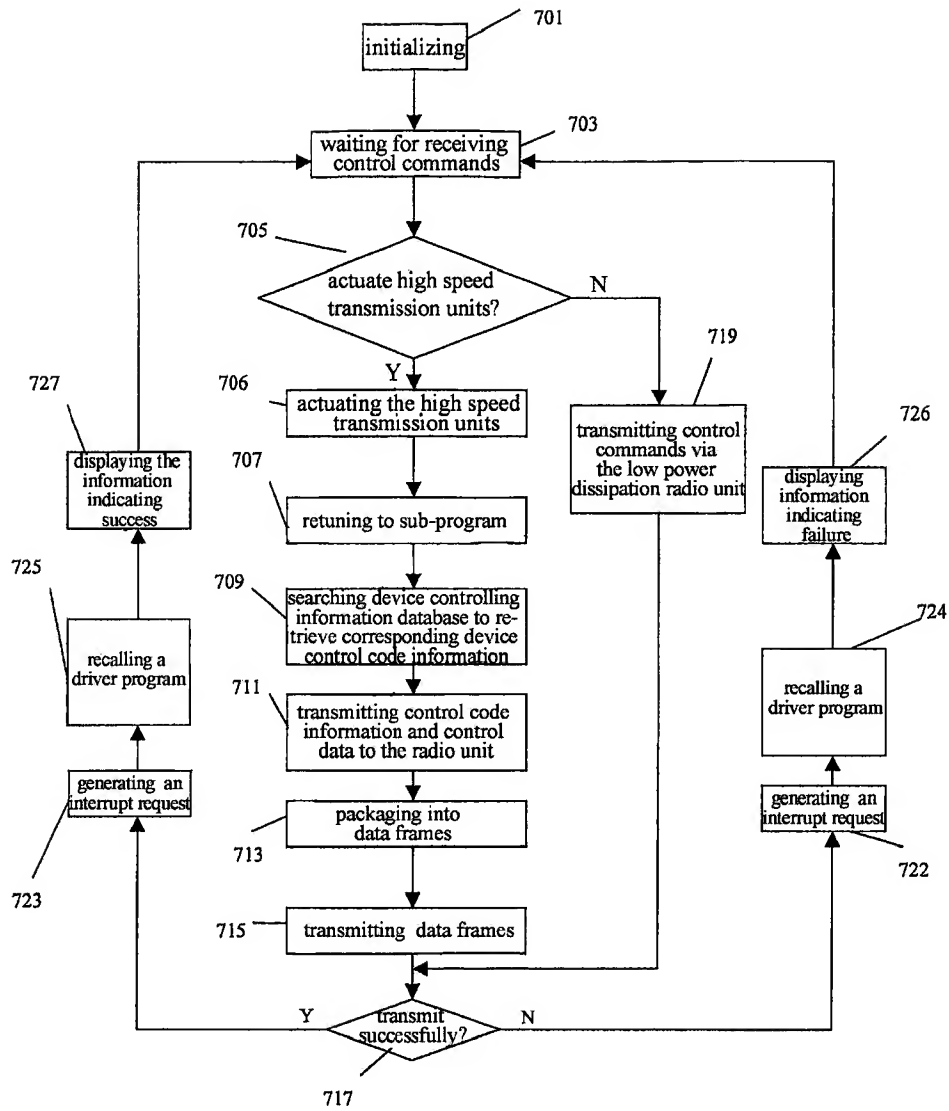 701
initializing
703
waiting for receiving
control commands
705
actuate high speed
transmission units?
N
Y
719
transmitting control
commands via
the low power
dissipation radio unit
706
actuating the high speed
transmission units
707
retuning to sub-program
709
searching device controlling
information database to re-
trieve corresponding device
control code information
711
transmitting control code
information and control
data to the radio unit
713
packaging into
data frames
715
transmitting data frames
717
transmit
successfully?
Y
N
727
displaying the
information
indicating
success
725
recalling a
driver program
723
generating an
interrupt request
726
displaying
information
indicating
failure
724
recalling a
driver program
722
generating an
interrupt request